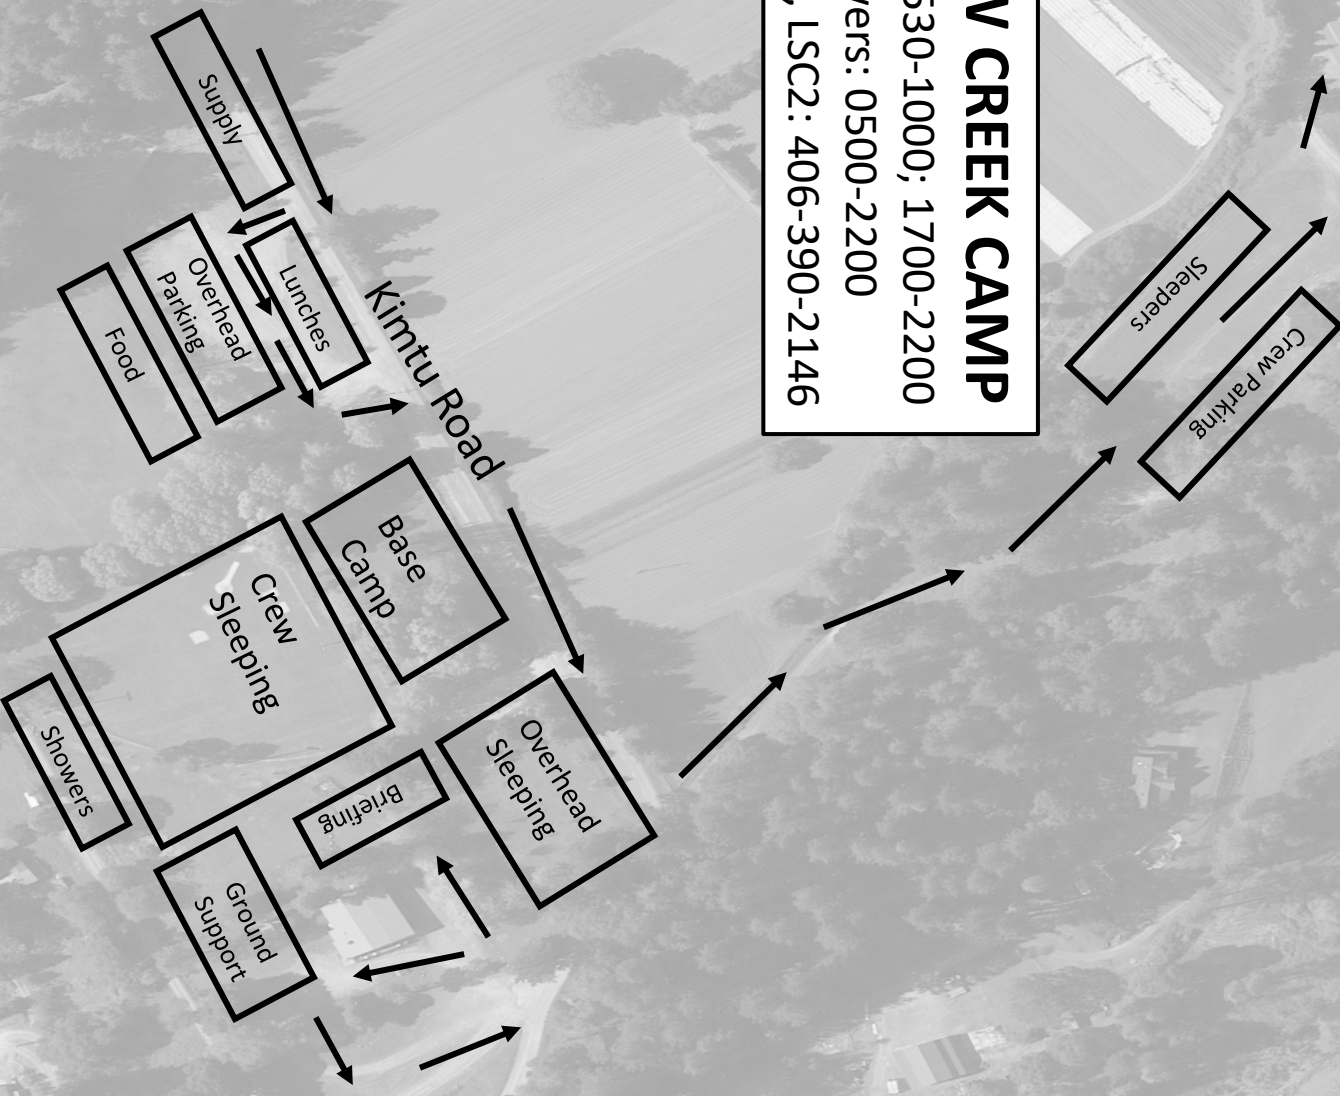 W CREEK CAMP
530-1000; 1700-2200
vers: 0500-2200
, LSC2: 406-390-2146
Supply
Lunches
Overhead
Parking
Food
Kimtu Road
Base
Camp
Crew
Sleeping
Showers
Briefing
Overhead
Sleeping
Ground
Support
Sleepers
Crew Parking